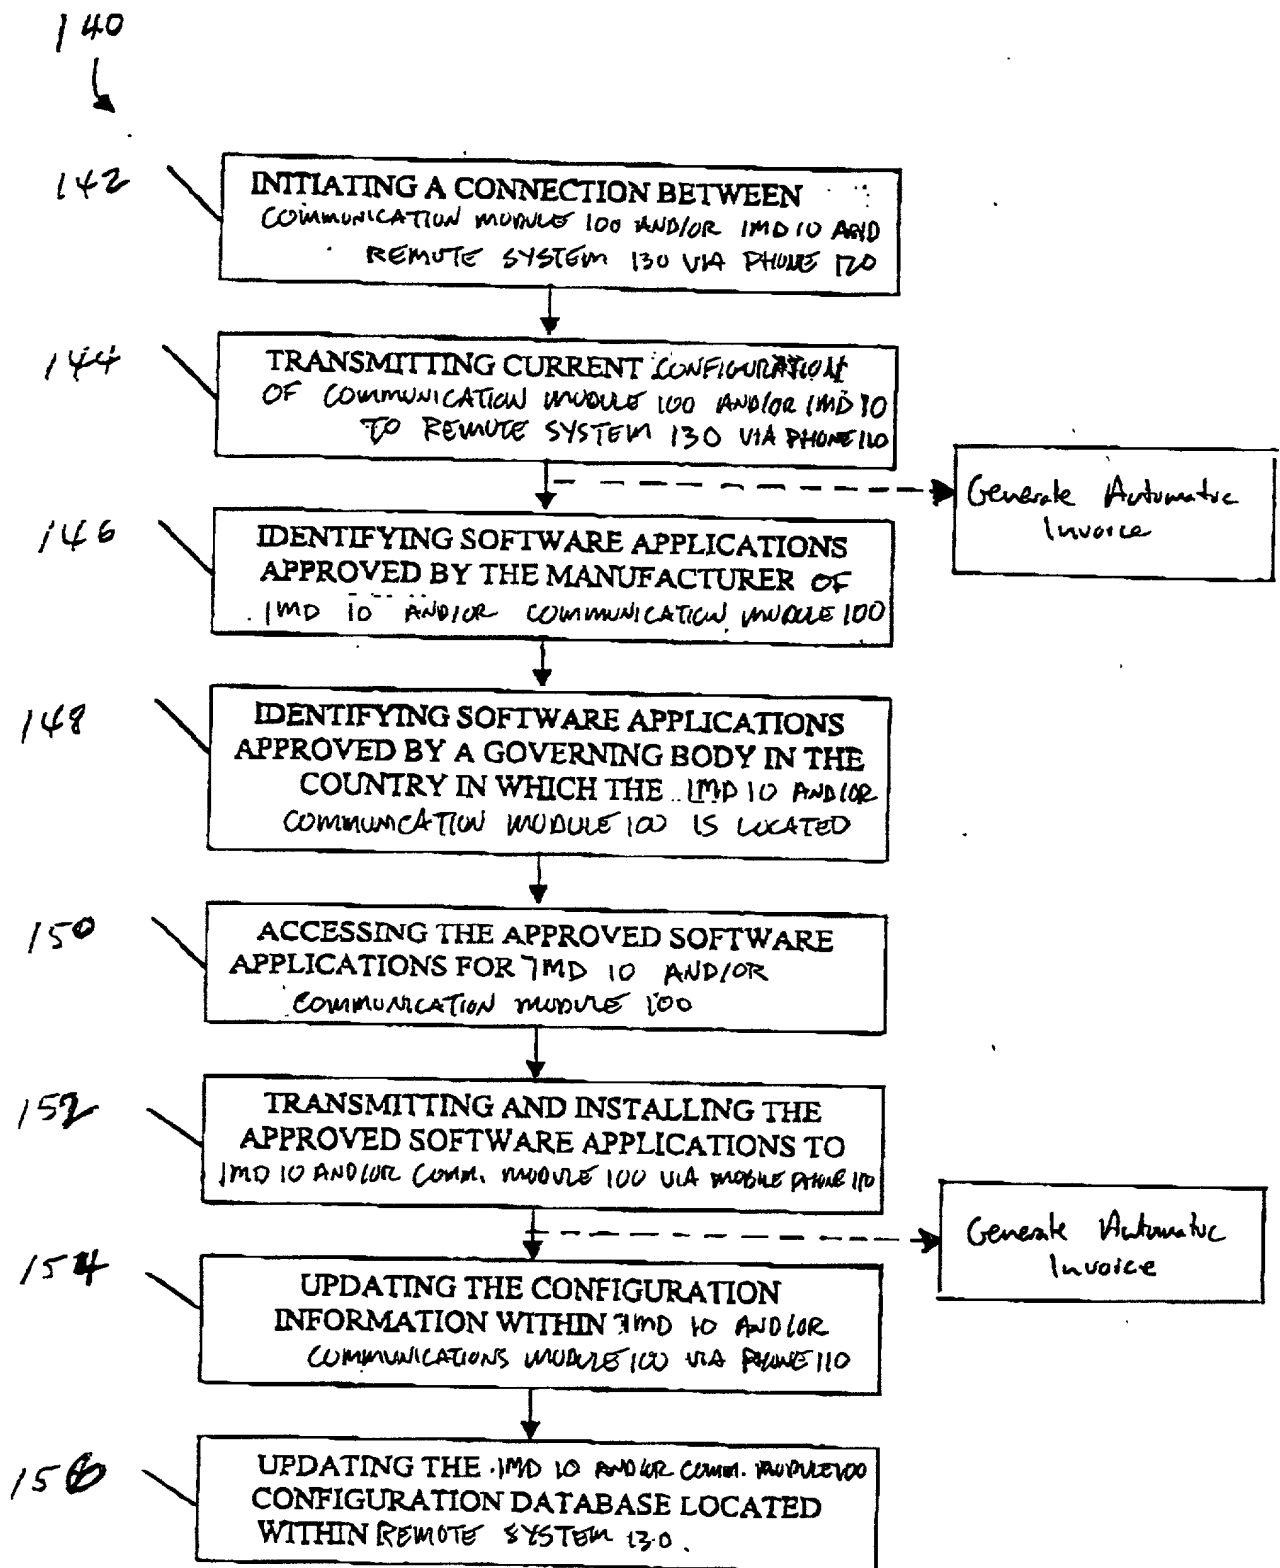 140
142
INITIATING A CONNECTION BETWEEN
COMMUNICATION MODULE 100 AND/OR IMD 10 AND
REMOTE SYSTEM 130 VIA PHONE 120
144
TRANSMITTING CURRENT CONFIGURATION
OF COMMUNICATION MODULE 100 AND/OR IMD 10
TO REMOTE SYSTEM 130 VIA PHONE 110
Generate Automatic
Invoice
146
IDENTIFYING SOFTWARE APPLICATIONS
APPROVED BY THE MANUFACTURER OF
IMD 10 AND/OR COMMUNICATION MODULE 100
148
IDENTIFYING SOFTWARE APPLICATIONS
APPROVED BY A GOVERNING BODY IN THE
COUNTRY IN WHICH THE IMD 10 AND/OR
COMMUNICATION MODULE 100 IS LOCATED
150
ACCESSING THE APPROVED SOFTWARE
APPLICATIONS FOR IMD 10 AND/OR
COMMUNICATION MODULE 100
152
TRANSMITTING AND INSTALLING THE
APPROVED SOFTWARE APPLICATIONS TO
IMD 10 AND/OR COMM. MODULE 100 VIA MOBILE PHONE 110
Generate Automatic
Invoice
154
UPDATING THE CONFIGURATION
INFORMATION WITHIN IMD 10 AND/OR
COMMUNICATIONS MODULE 100 VIA PHONE 110
156
UPDATING THE IMD 10 AND/OR COMM. MODULE 100
CONFIGURATION DATABASE LOCATED
WITHIN REMOTE SYSTEM 130.